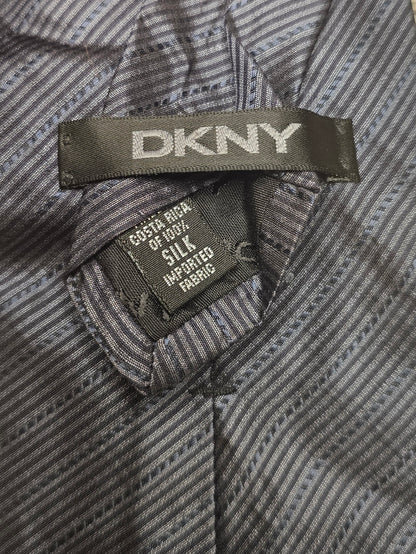 DKNY
COSTA RICA
OF 100%
SILK
IMPORTED
FABRIC